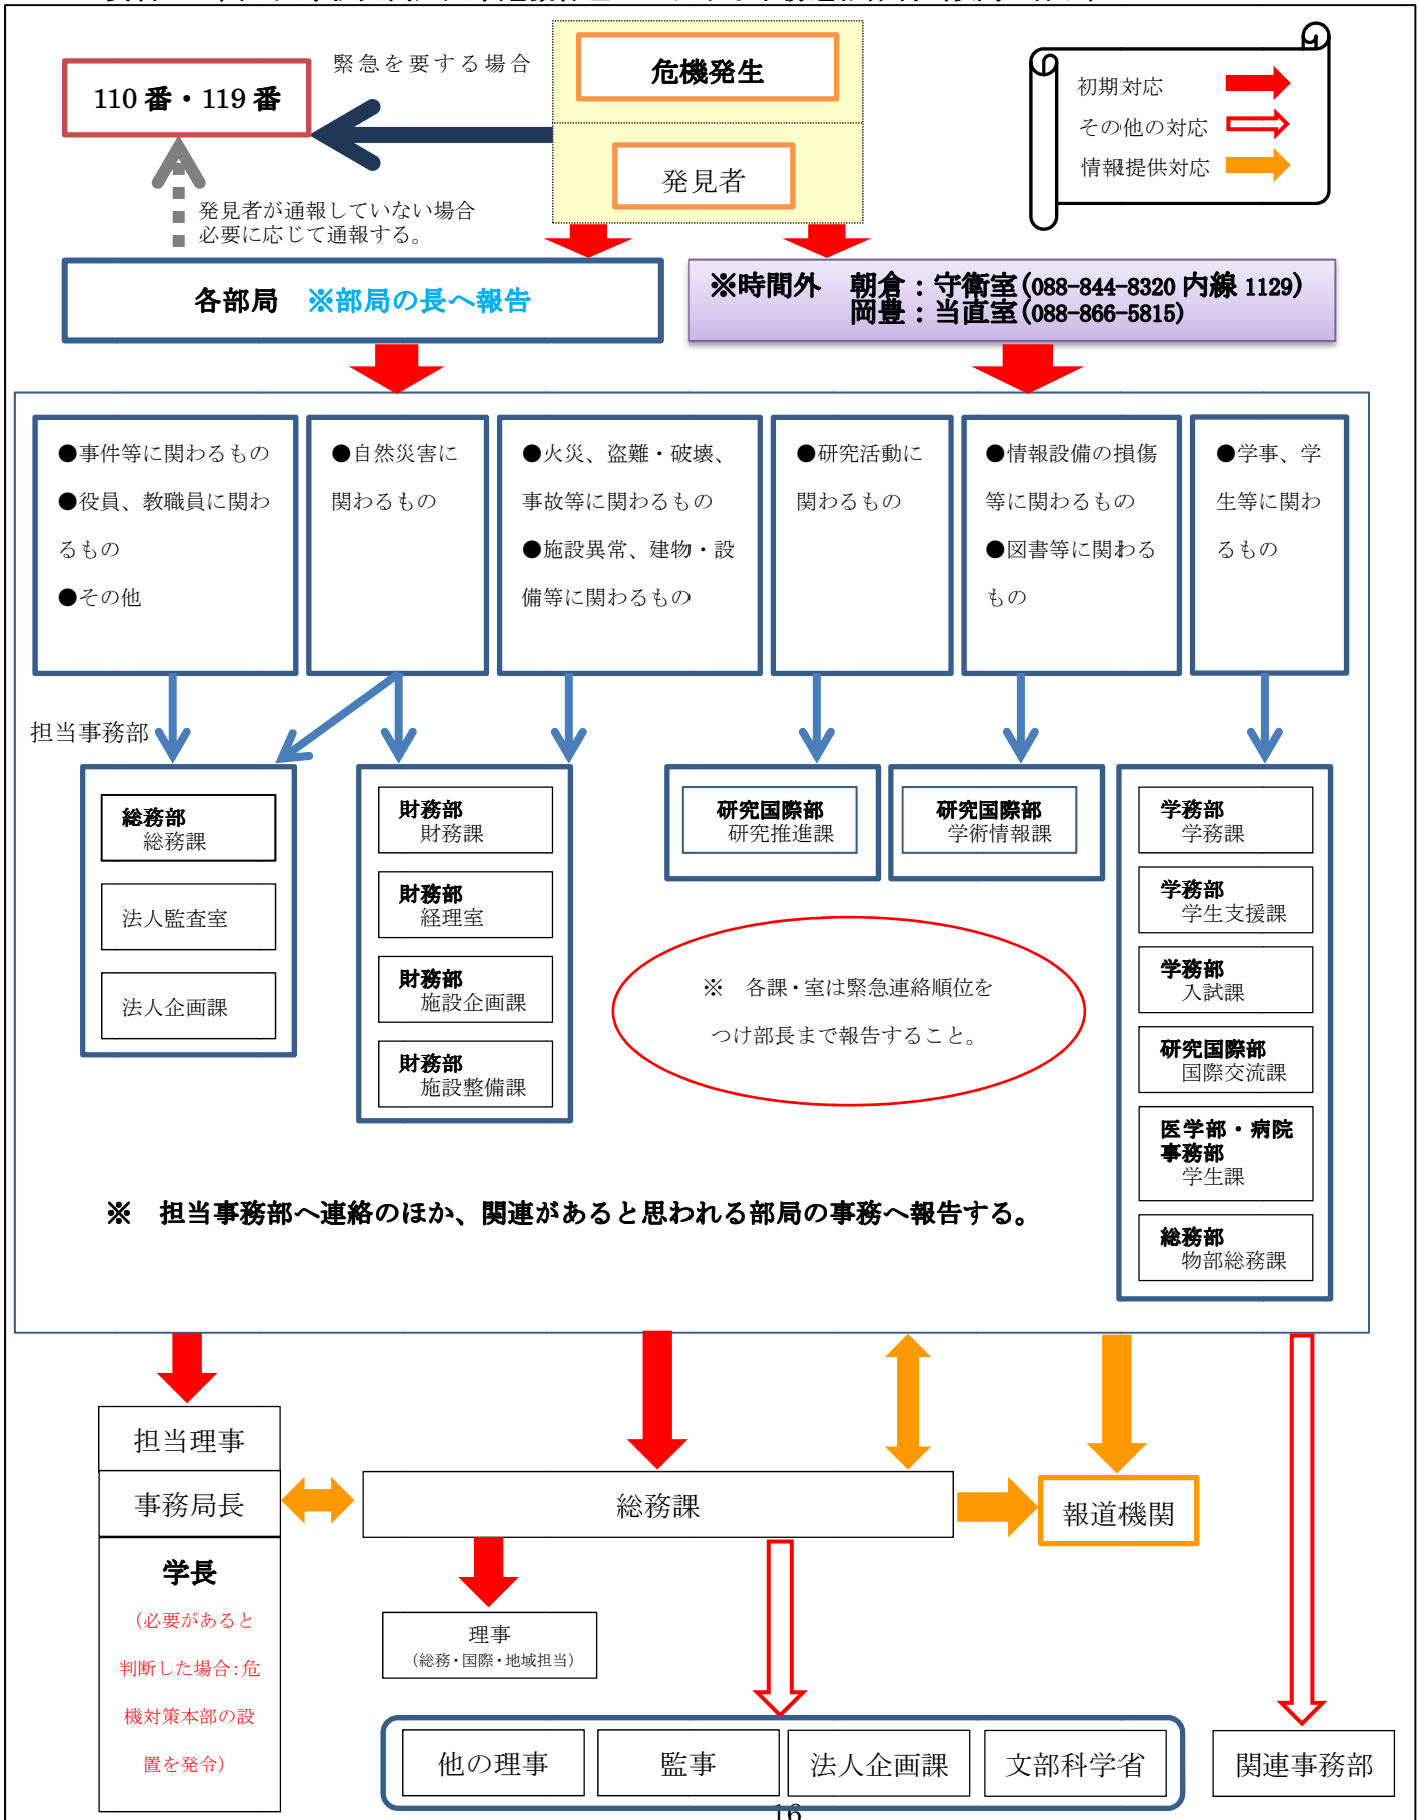 危機発生
緊急を要する場合
110番・119番
発見者
初期対応
その他の対応
情報提供対応
発見者が通報していない場合
必要に応じて通報する。
各部局　※部局の長へ報告
※時間外　朝倉：守衛室(088-844-8320 内線 1129)
岡豊：当直室(088-866-5815)
●事件等に関わるもの
●役員、教職員に関わ
るもの
●その他
●自然災害に
関わるもの
●火災、盗難・破壊、
事故等に関わるもの
●施設異常、建物・設
備等に関わるもの
●研究活動に
関わるもの
●情報設備の損傷
等に関わるもの
●図書等に関わる
もの
●学事、学
生等に関わ
るもの
担当事務部
総務部
総務課
法人監査室
法人企画課
財務部
財務課
財務部
経理室
財務部
施設企画課
財務部
施設整備課
研究国際部
研究推進課
研究国際部
学術情報課
学務部
学務課
学務部
学生支援課
学務部
入試課
研究国際部
国際交流課
医学部・病院
事務部
学生課
総務部
物部総務課
※　各課・室は緊急連絡順位を
つけ部長まで報告すること。
※　担当事務部へ連絡のほか、関連があると思われる部局の事務へ報告する。
担当理事
事務局長
学長
（必要があると
判断した場合：危
機対策本部の設
置を発令）
総務課
報道機関
理事
（総務・国際・地域担当）
他の理事
監事
法人企画課
文部科学省
関連事務部
16